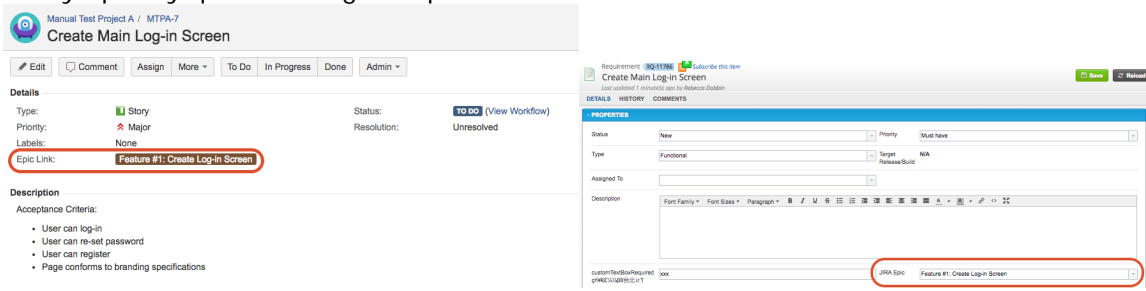 Manual Test Project A / MTPA-7
Create Main Log-in Screen
Edit Comment Assign More To Do In Progress Done Admin
Details
Type: Story Status: TO DO (View Workflow)
Priority: Major Resolution: Unresolved
Labels: None
Epic Link: Feature #1: Create Log-in Screen
Description
Acceptance Criteria:
• User can log-in
• User can re-set password
• User can register
• Page conforms to branding specifications
Requirement RQ-11786 Subscribe this item
Create Main Log-in Screen
Last updated 1 minute(s) ago by Rebecca Dobbin
Save Reload
DETAILS HISTORY COMMENTS
PROPERTIES
Status New Priority Must have
Type Functional Target Release/Build N/A
Assigned To
Description Font Family Font Sizes Paragraph B I U S
customTextBoxRequired xxx JIRA Epic Feature #1: Create Log-in Screen